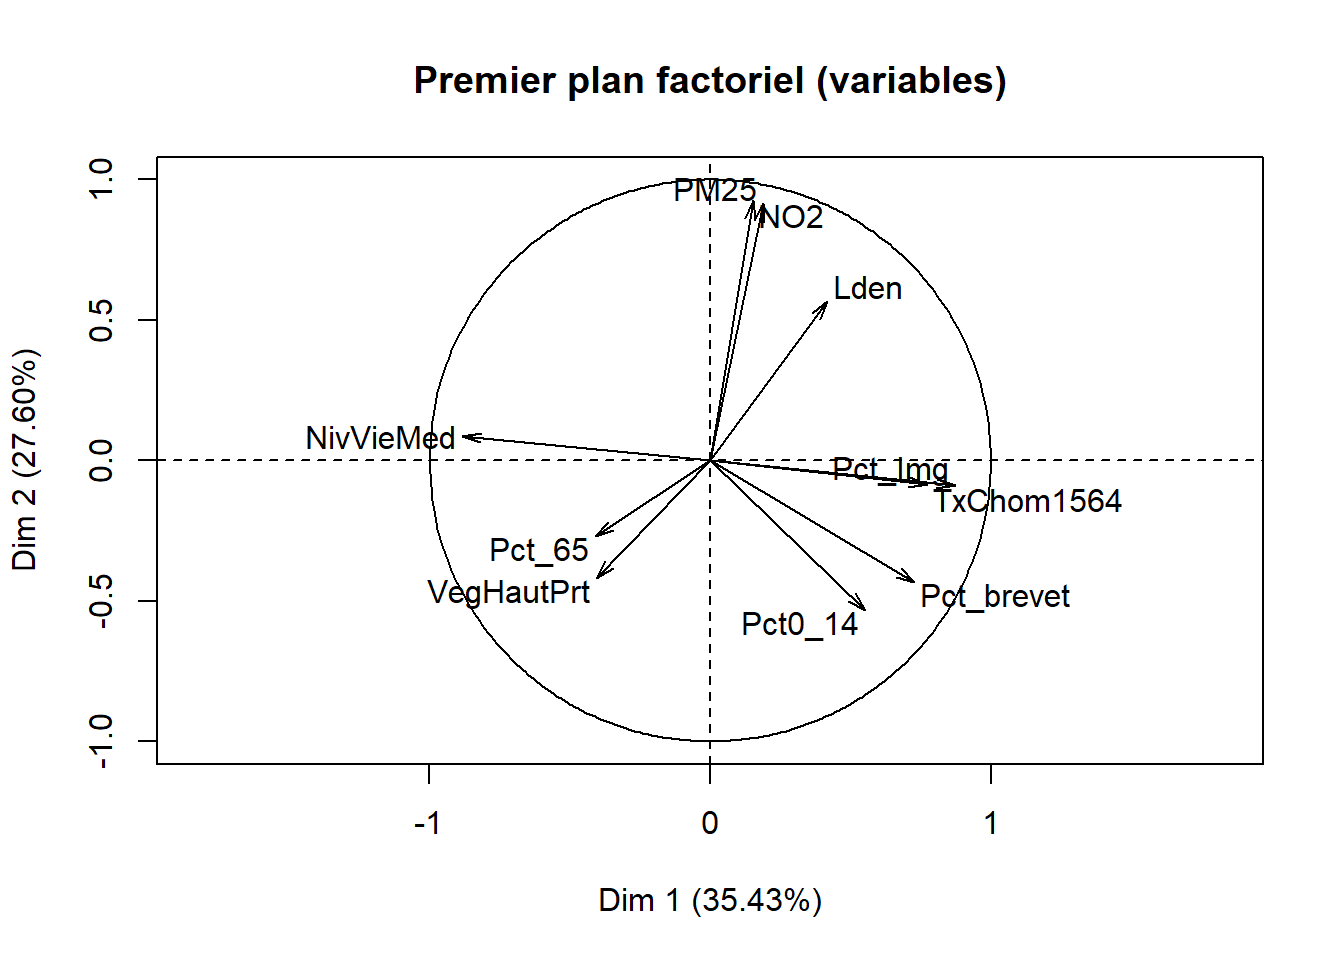 Premier plan factoriel (variables)
1.0
0.5
0.0
-0.5
-1.0
Dim 2 (27.60%)
PM25
NO2
Lden
NivVieMed
Pct_Img
TxChom1564
Pct_65
VegHautPrt
Pct_brevet
Pct0_14
-1
0
1
Dim 1 (35.43%)